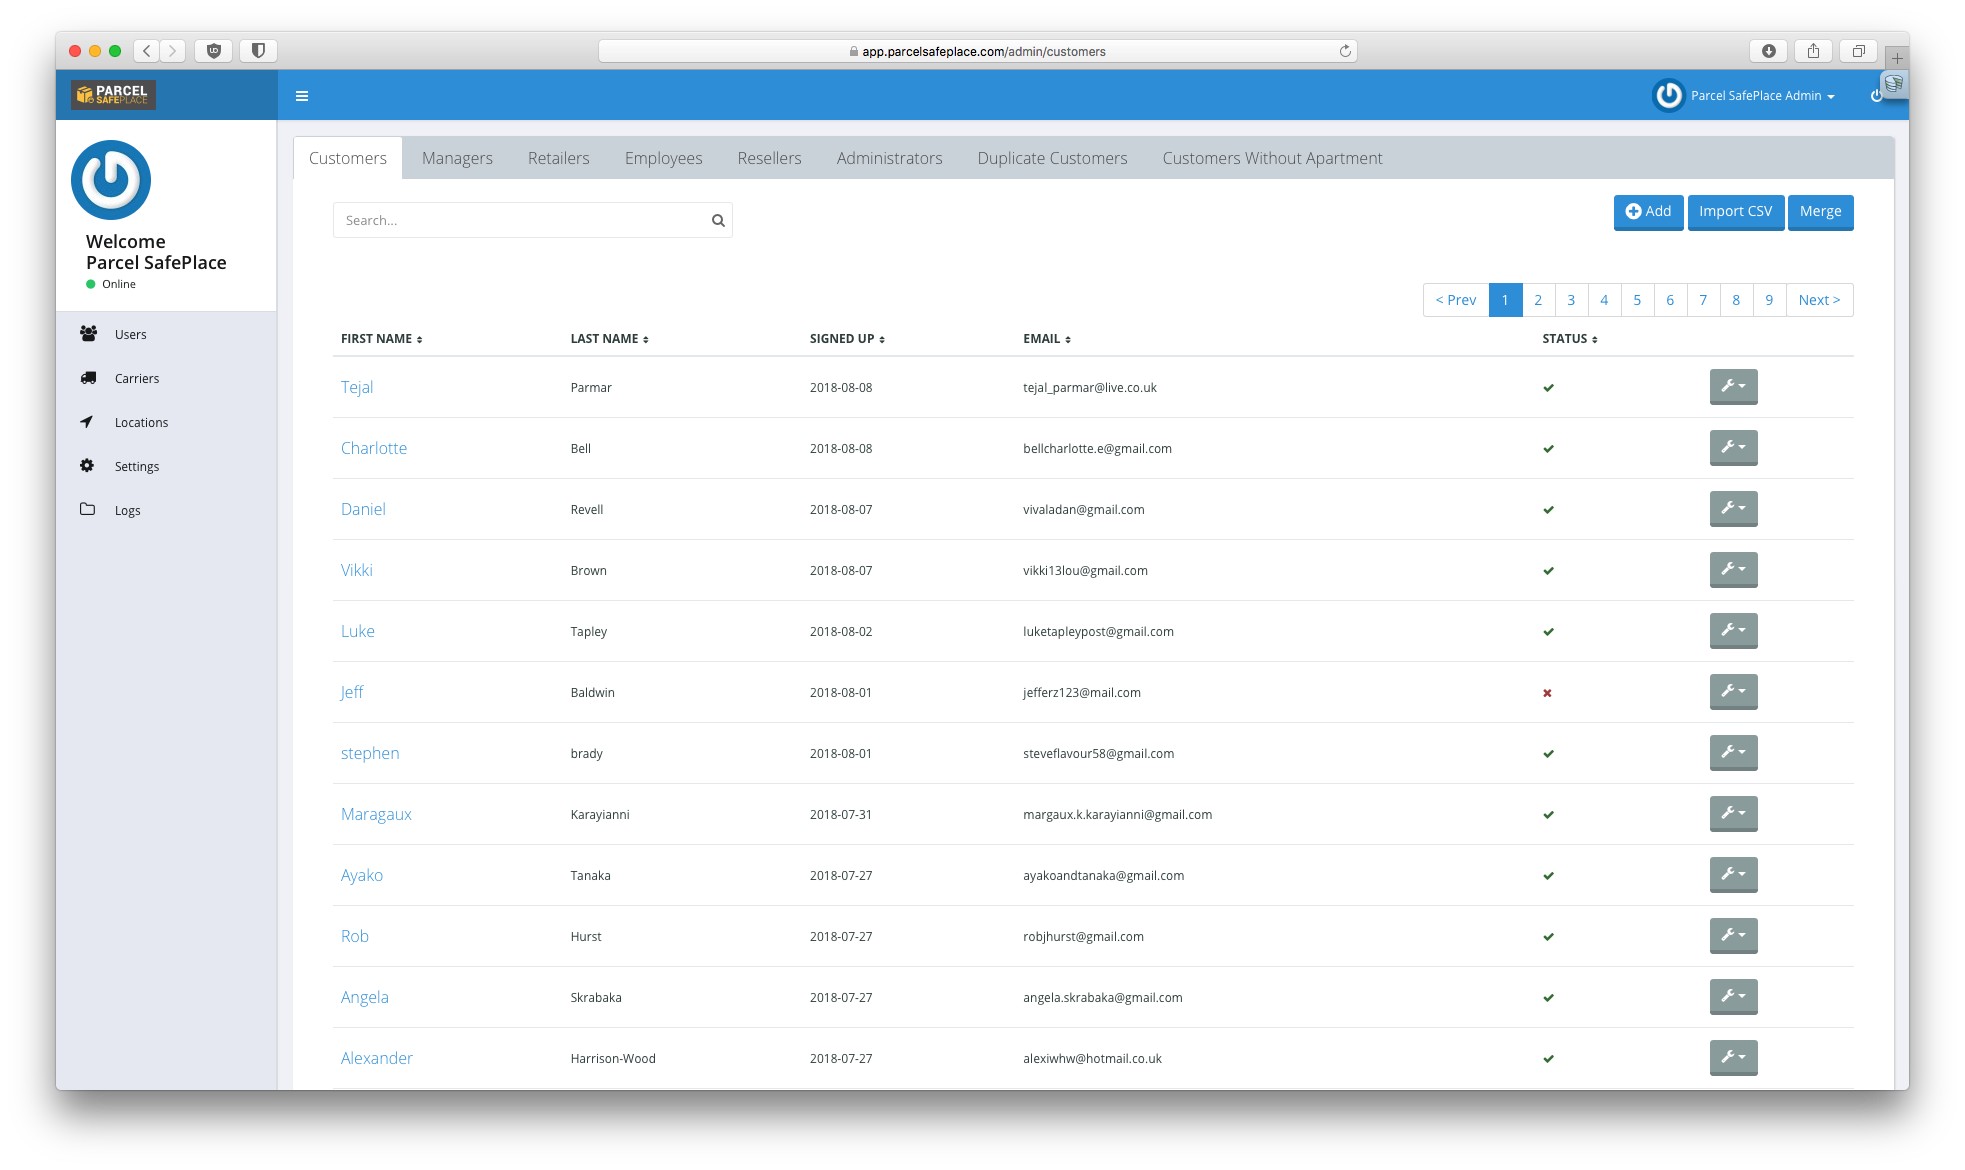 app.parcelsafeplace.com/admin/customers
PARCEL
SAFEPLACE
Parcel SafePlace Admin
Welcome
Parcel SafePlace
Online
Users
Carriers
Locations
Settings
Logs
Customers Managers Retailers Employees Resellers Administrators Duplicate Customers Customers Without Apartment
Search...
Add Import CSV Merge
< Prev 1 2 3 4 5 6 7 8 9 Next >
FIRST NAME LAST NAME SIGNED UP EMAIL STATUS
Tejal Parmar 2018-08-08 tejal_parmar@live.co.uk
Charlotte Bell 2018-08-08 bellcharlotte.e@gmail.com
Daniel Revell 2018-08-07 vivaladan@gmail.com
Vikki Brown 2018-08-07 vikki13lou@gmail.com
Luke Tapley 2018-08-02 luketapleypost@gmail.com
Jeff Baldwin 2018-08-01 jefferz123@mail.com
stephen brady 2018-08-01 steveflavour58@gmail.com
Maragaux Karayianni 2018-07-31 margaux.k.karayianni@gmail.com
Ayako Tanaka 2018-07-27 ayakoandtanaka@gmail.com
Rob Hurst 2018-07-27 robjhurst@gmail.com
Angela Skrabaka 2018-07-27 angela.skrabaka@gmail.com
Alexander Harrison-Wood 2018-07-27 alexiwhw@hotmail.co.uk